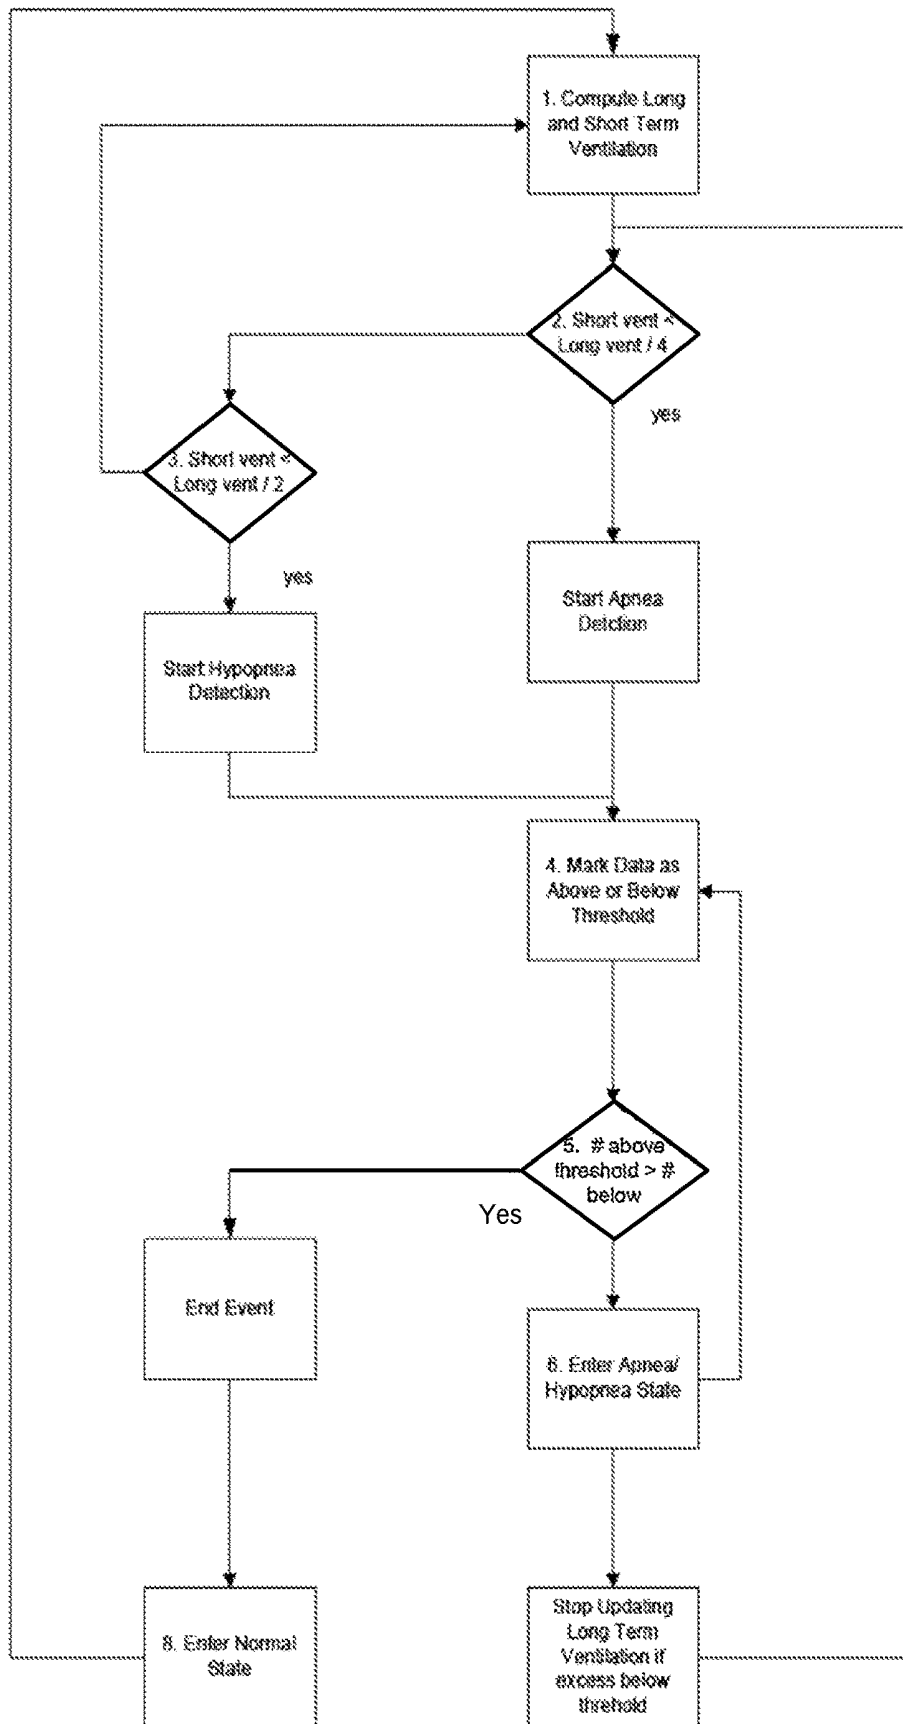 1. Compute Long
and Short Term
Ventilation
2. Short vent <
Long vent / 4
yes
3. Short vent <
Long vent / 2
yes
Start Apnea
Detction
Start Hypopnea
Detection
4. Mark Data as
Above or Below
Threshold
5. # above
threshold > #
below
Yes
End Event
6. Enter Apnea/
Hypopnea State
8. Enter Normal
State
Stop Updating
Long Term
Ventilation if
excess below
threhold